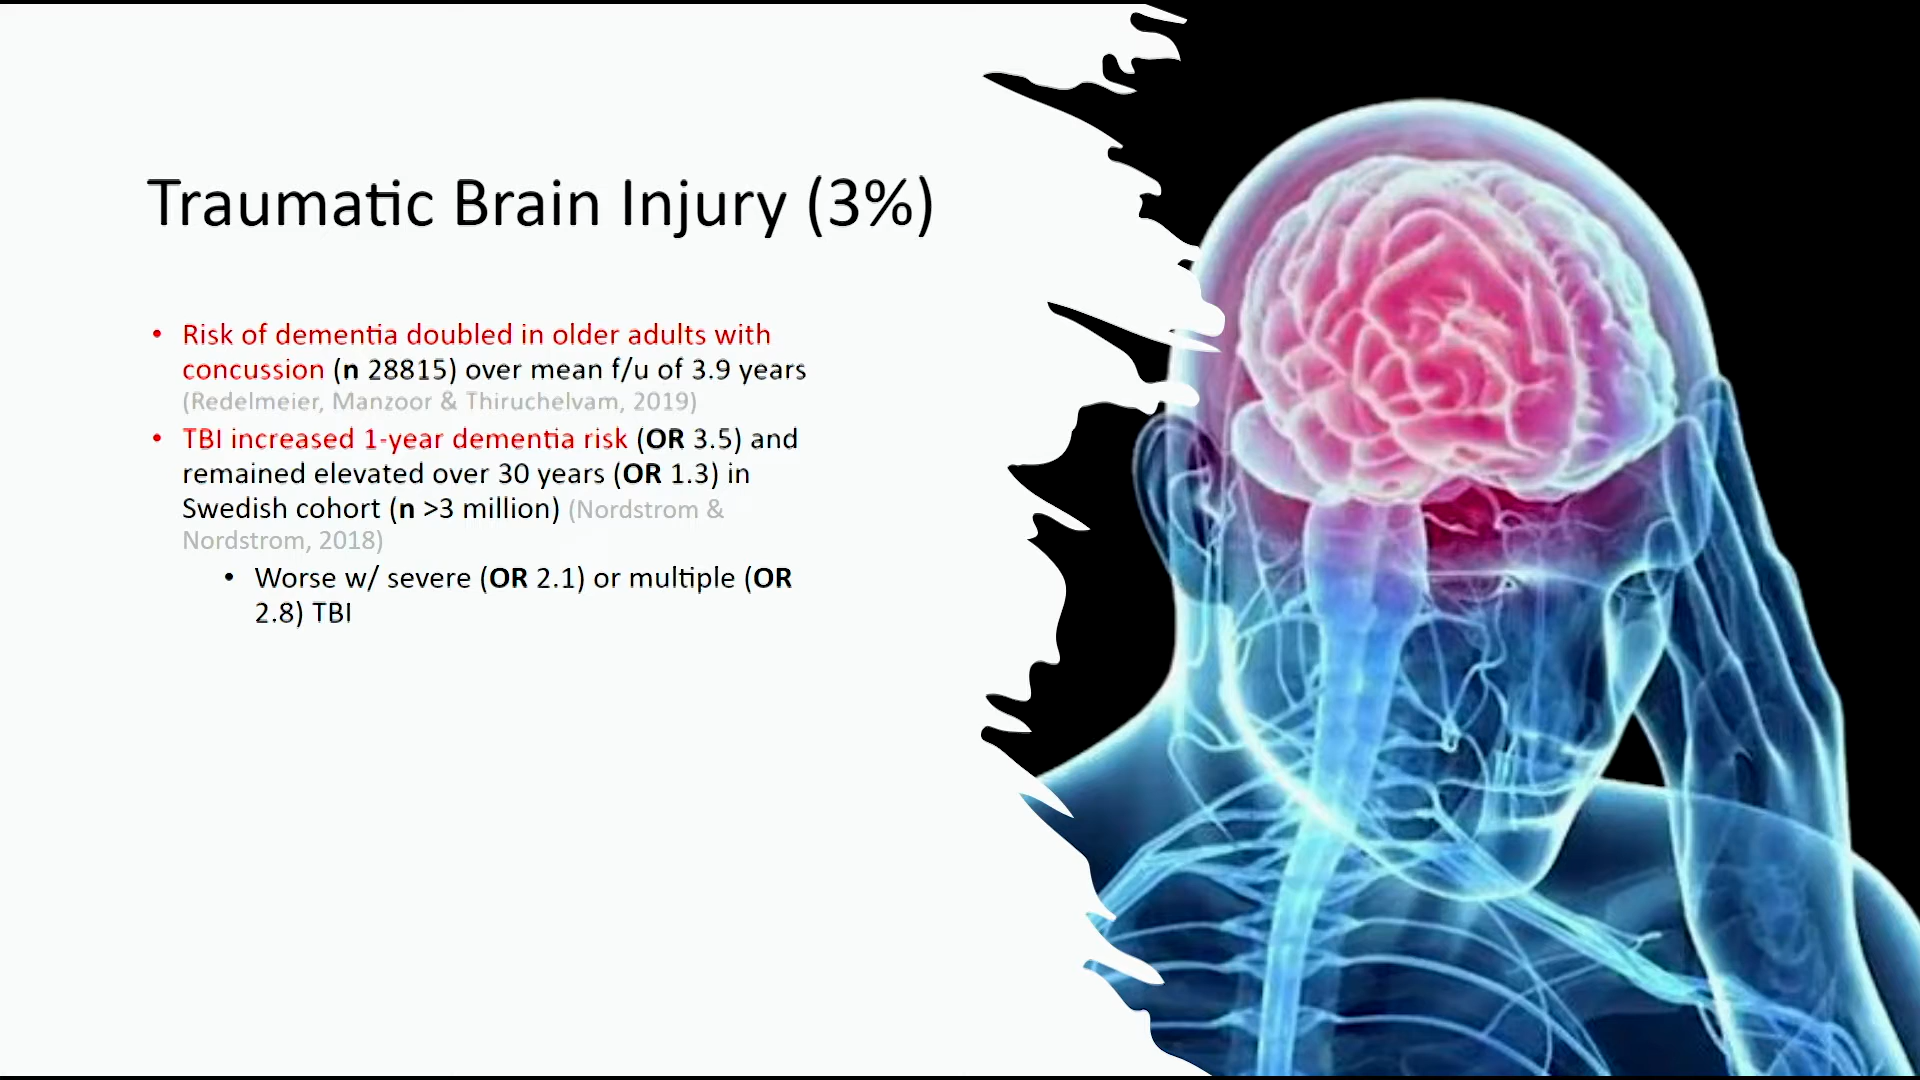 Traumatic Brain Injury (3%)
• Risk of dementia doubled in older adults with
concussion (n 28815) over mean f/u of 3.9 years
(Redelmeier, Manzoor & Thiruchelvam, 2019)
• TBI increased 1-year dementia risk (OR 3.5) and
remained elevated over 30 years (OR 1.3) in
Swedish cohort (n >3 million) (Nordstrom &
Nordstrom, 2018)
• Worse w/ severe (OR 2.1) or multiple (OR
2.8) TBI